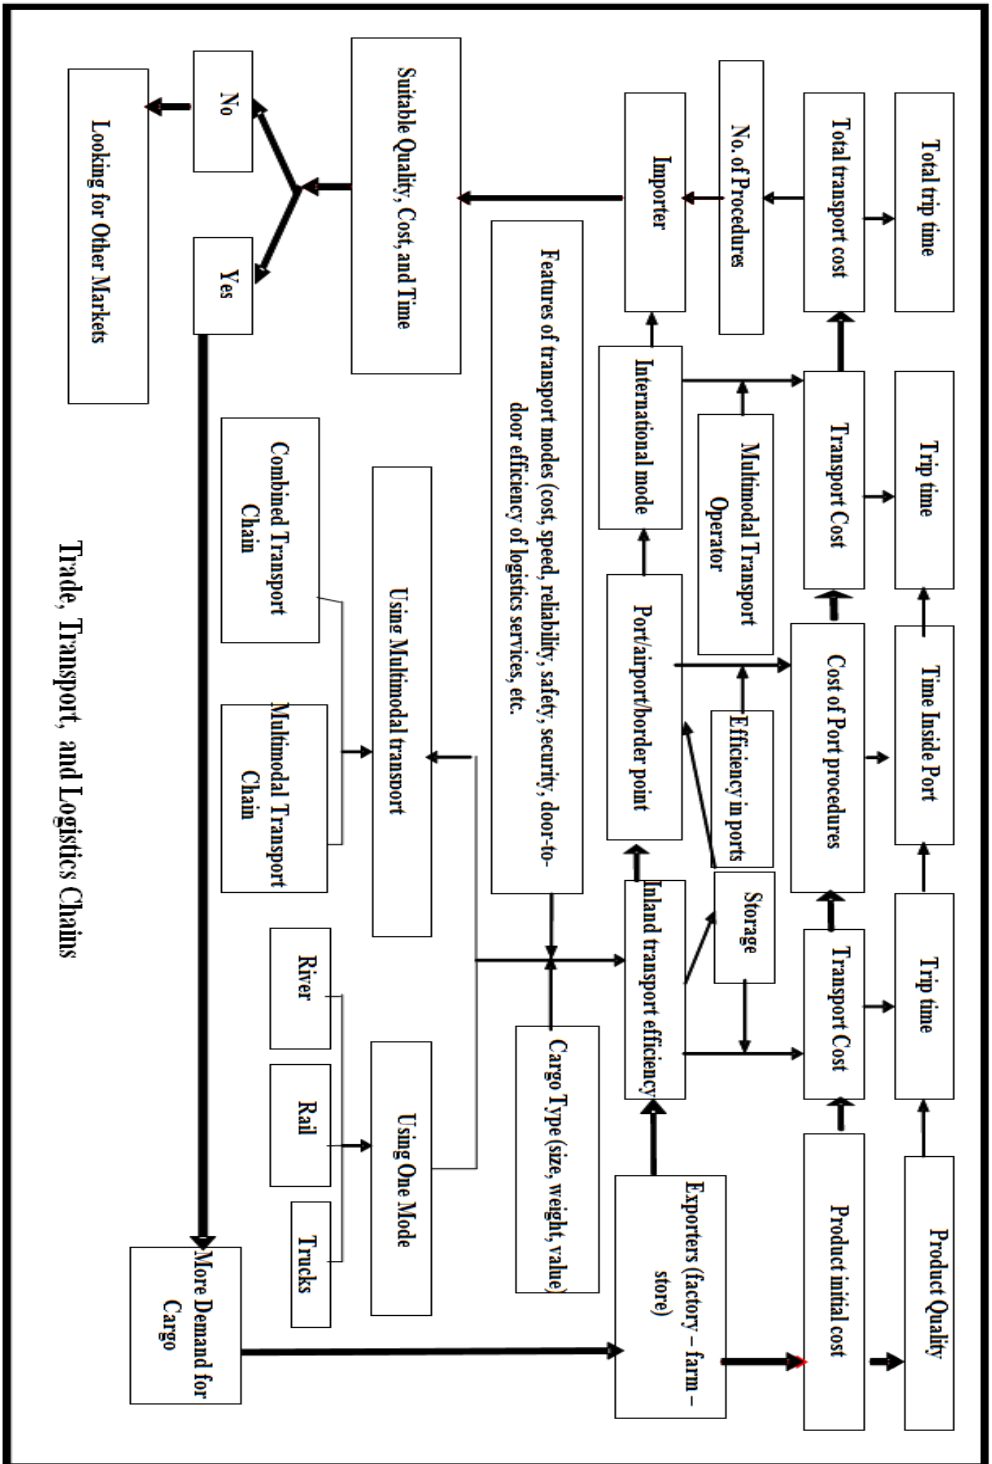 Total trip time
Trip time
Time Inside Port
Trip time
Product Quality
Total transport cost
Transport Cost
Cost of Port procedures
Transport Cost
Product initial cost
No. of Procedures
Multimodal Transport
Operator
Efficiency in ports
Storage
Importer
International mode
Port/airport/border point
Inland transport efficiency
Exporters (factory – farm –
store)
Features of transport modes (cost, speed, reliability, safety, security, door-to-
door efficiency of logistics services, etc.
Cargo Type (size, weight, value)
Suitable Quality, Cost, and Time
Using Multimodal transport
Using One Mode
Combined Transport
Chain
Multimodal Transport
Chain
River
Rail
Trucks
No
Yes
More Demand for
Cargo
Looking for Other Markets
Trade, Transport, and Logistics Chains